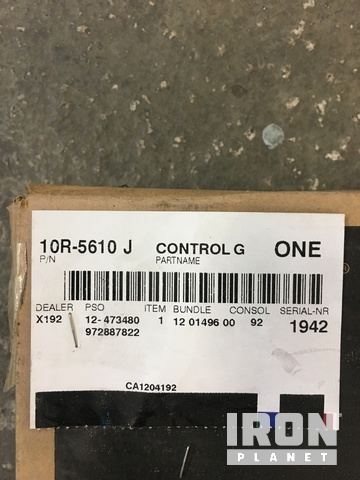 10R-5610 J CONTROL G ONE
P/N PARTNAME
DEALER PSO ITEM BUNDLE CONSOL SERIAL-NR
X192 12-473480 1 12 01496 00 92 1942
972887822
CA1204192
IRON
PLANET